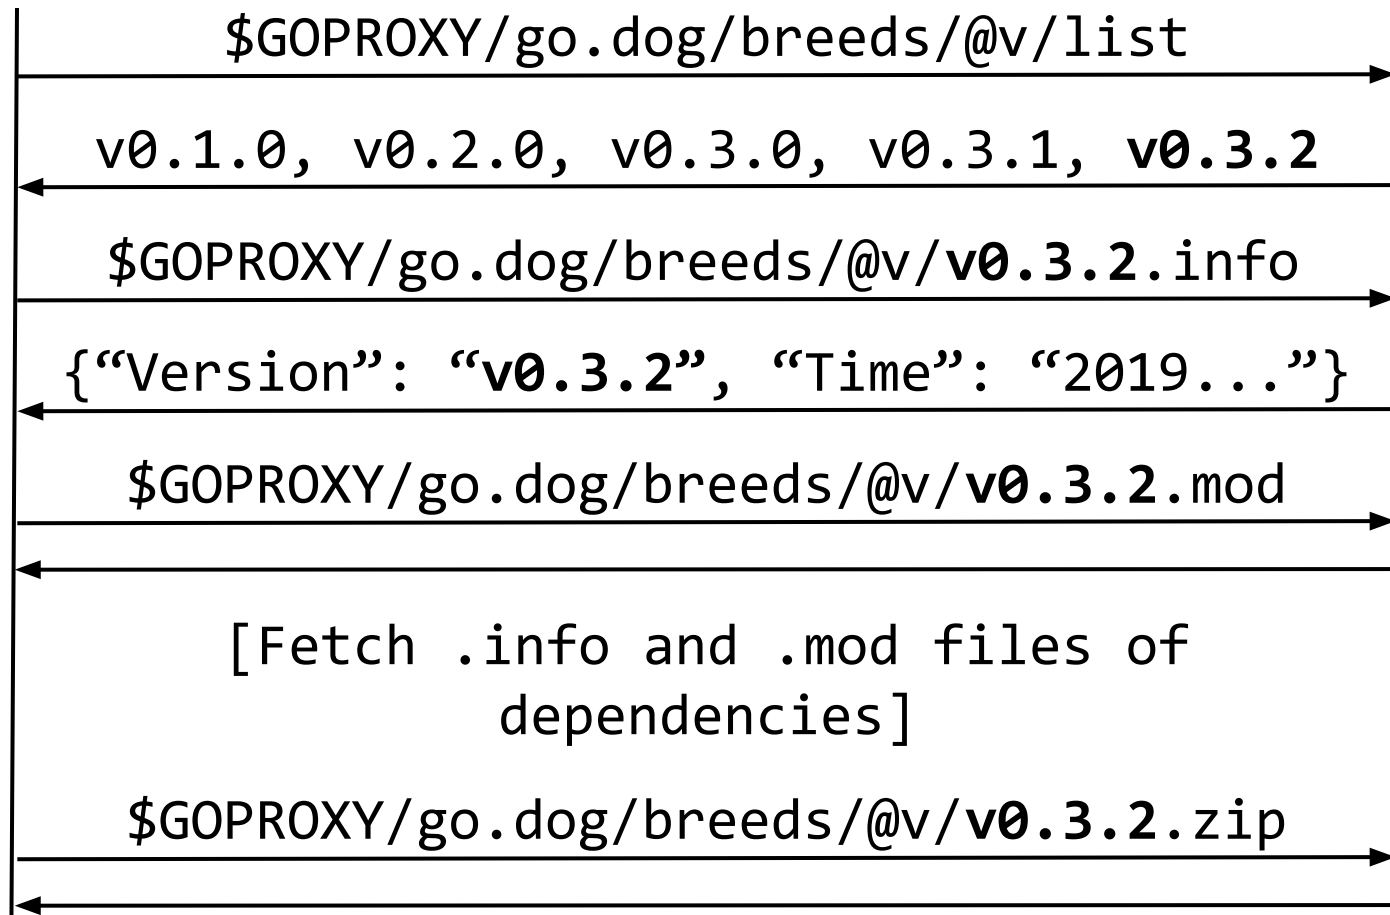 $GOPROXY/go.dog/breeds/@v/list
v0.1.0, v0.2.0, v0.3.0, v0.3.1, v0.3.2
$GOPROXY/go.dog/breeds/@v/v0.3.2.info
{“Version”: “v0.3.2”, “Time”: “2019...”}
$GOPROXY/go.dog/breeds/@v/v0.3.2.mod
[Fetch .info and .mod files of
dependencies]
$GOPROXY/go.dog/breeds/@v/v0.3.2.zip